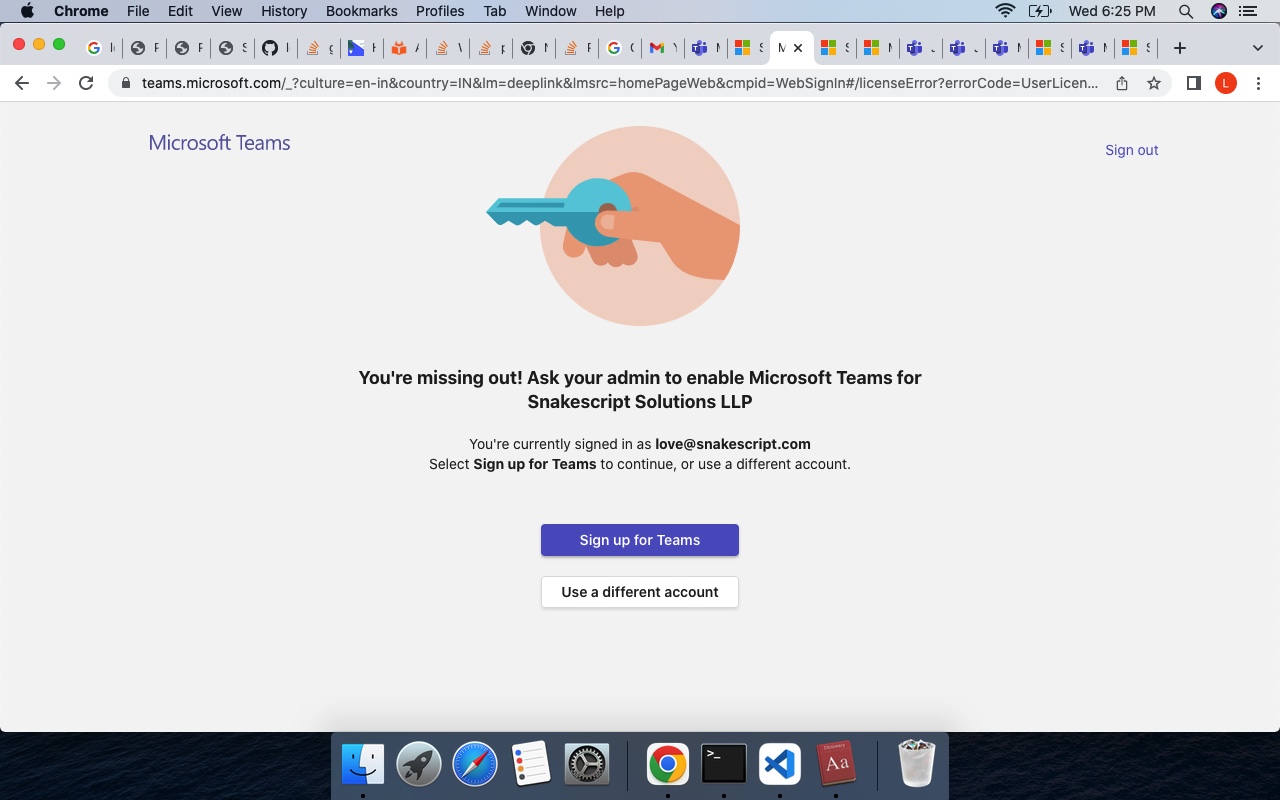 Chrome File Edit View History Bookmarks Profiles Tab Window Help Wed 6:25 PM
teams.microsoft.com/_?culture=en-in&country=IN&lm=deeplink&lmsrc=homePageWeb&cmpid=WebSignIn#/licenseError?errorCode=UserLicen...
L
Microsoft Teams
Sign out
You're missing out! Ask your admin to enable Microsoft Teams for
Snakescript Solutions LLP
You're currently signed in as love@snakescript.com
Select Sign up for Teams to continue, or use a different account.
Sign up for Teams
Use a different account
>_
Dictionary
Aa